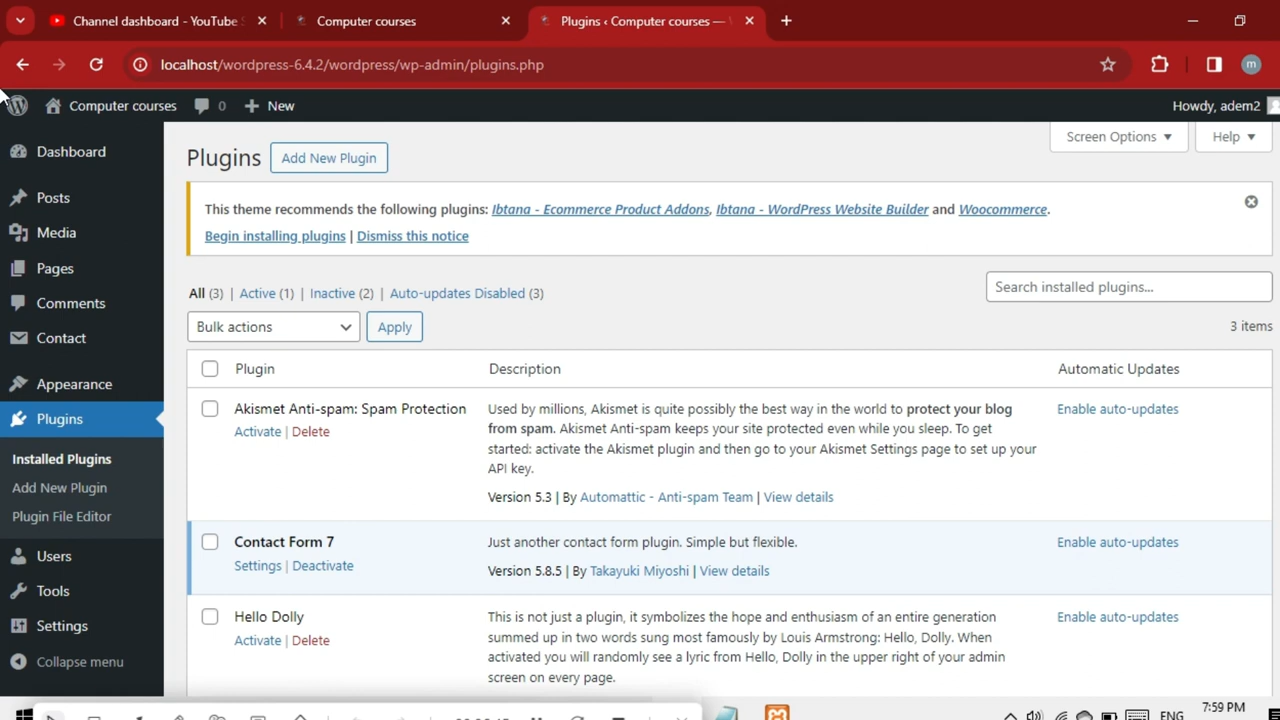 Channel dashboard - YouTube S
Computer courses
Plugins ‹ Computer courses —
localhost/wordpress-6.4.2/wordpress/wp-admin/plugins.php
m
Computer courses
0
New
Howdy, adem2
Dashboard
Posts
Media
Pages
Comments
Contact
Appearance
Plugins
Installed Plugins
Add New Plugin
Plugin File Editor
Users
Tools
Settings
Collapse menu
Screen Options
Help
Plugins
Add New Plugin
This theme recommends the following plugins: Ibtana - Ecommerce Product Addons, Ibtana - WordPress Website Builder and Woocommerce.
Begin installing plugins | Dismiss this notice
All (3) | Active (1) | Inactive (2) | Auto-updates Disabled (3)
Search installed plugins...
Bulk actions
Apply
3 items
Plugin
Description
Automatic Updates
Akismet Anti-spam: Spam Protection
Activate | Delete
Used by millions, Akismet is quite possibly the best way in the world to protect your blog
from spam. Akismet Anti-spam keeps your site protected even while you sleep. To get
started: activate the Akismet plugin and then go to your Akismet Settings page to set up your
API key.
Version 5.3 | By Automattic - Anti-spam Team | View details
Enable auto-updates
Contact Form 7
Settings | Deactivate
Just another contact form plugin. Simple but flexible.
Version 5.8.5 | By Takayuki Miyoshi | View details
Enable auto-updates
Hello Dolly
Activate | Delete
This is not just a plugin, it symbolizes the hope and enthusiasm of an entire generation
summed up in two words sung most famously by Louis Armstrong: Hello, Dolly. When
activated you will randomly see a lyric from Hello, Dolly in the upper right of your admin
screen on every page.
Enable auto-updates
ENG
7:59 PM